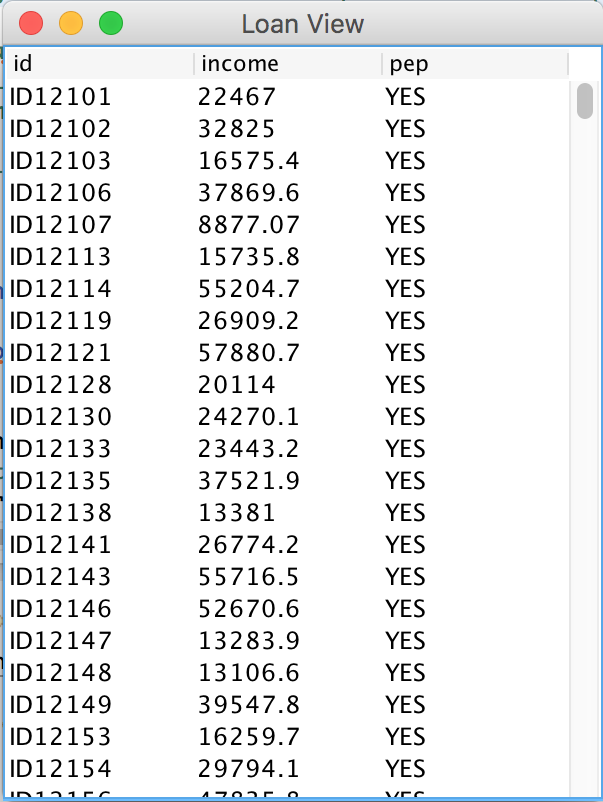 Loan View
id income pep
ID12101 22467 YES
ID12102 32825 YES
ID12103 16575.4 YES
ID12106 37869.6 YES
ID12107 8877.07 YES
ID12113 15735.8 YES
ID12114 55204.7 YES
ID12119 26909.2 YES
ID12121 57880.7 YES
ID12128 20114 YES
ID12130 24270.1 YES
ID12133 23443.2 YES
ID12135 37521.9 YES
ID12138 13381 YES
ID12141 26774.2 YES
ID12143 55716.5 YES
ID12146 52670.6 YES
ID12147 13283.9 YES
ID12148 13106.6 YES
ID12149 39547.8 YES
ID12153 16259.7 YES
ID12154 29794.1 YES
YES